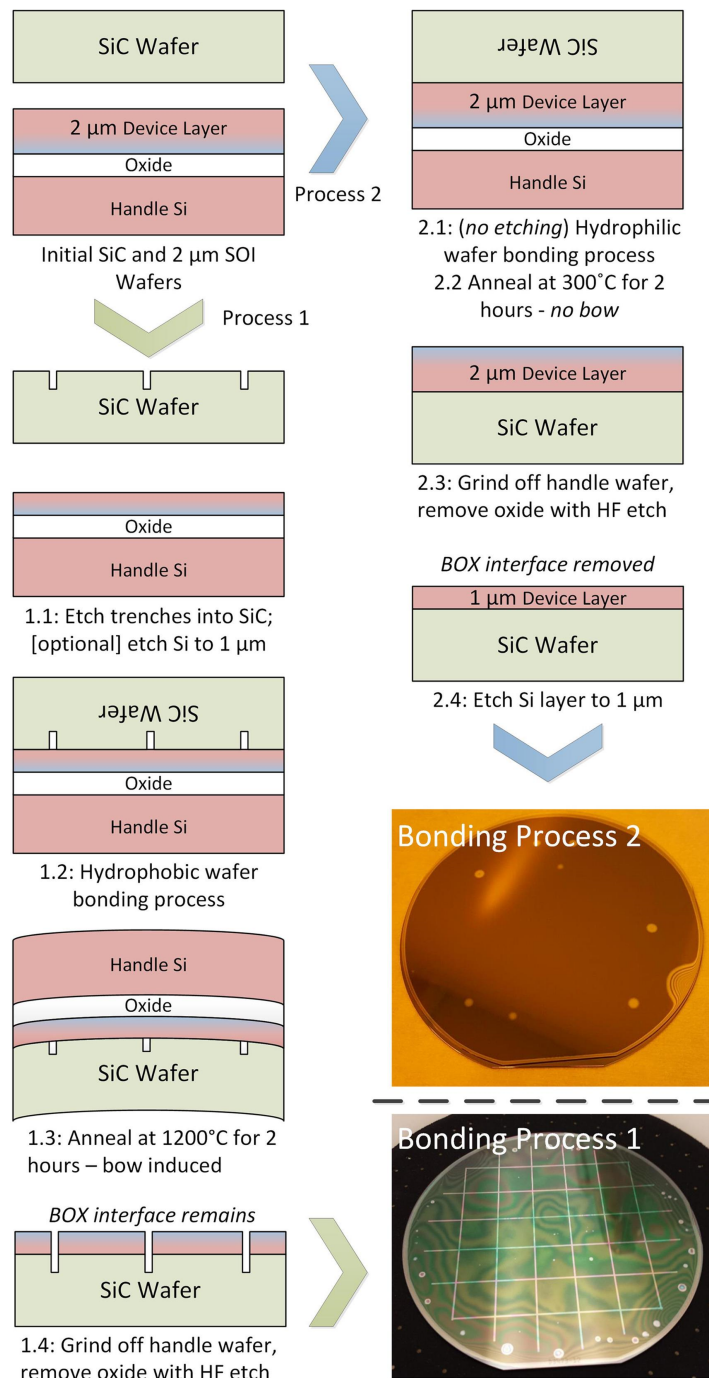 SiC Wafer
2 µm Device Layer
Oxide
Handle Si
Initial SiC and 2 µm SOI
Wafers
Process 1
SiC Wafer
Oxide
Handle Si
1.1: Etch trenches into SiC;
[optional] etch Si to 1 µm
SiC Wafer
Oxide
Handle Si
1.2: Hydrophobic wafer
bonding process
Handle Si
Oxide
SiC Wafer
1.3: Anneal at 1200°C for 2
hours – bow induced
BOX interface remains
SiC Wafer
1.4: Grind off handle wafer,
remove oxide with HF etch
Process 2
SiC Wafer
2 µm Device Layer
Oxide
Handle Si
2.1: (no etching) Hydrophilic
wafer bonding process
2.2 Anneal at 300˚C for 2
hours - no bow
2 µm Device Layer
SiC Wafer
2.3: Grind off handle wafer,
remove oxide with HF etch
BOX interface removed
1 µm Device Layer
SiC Wafer
2.4: Etch Si layer to 1 µm
Bonding Process 2
Bonding Process 1